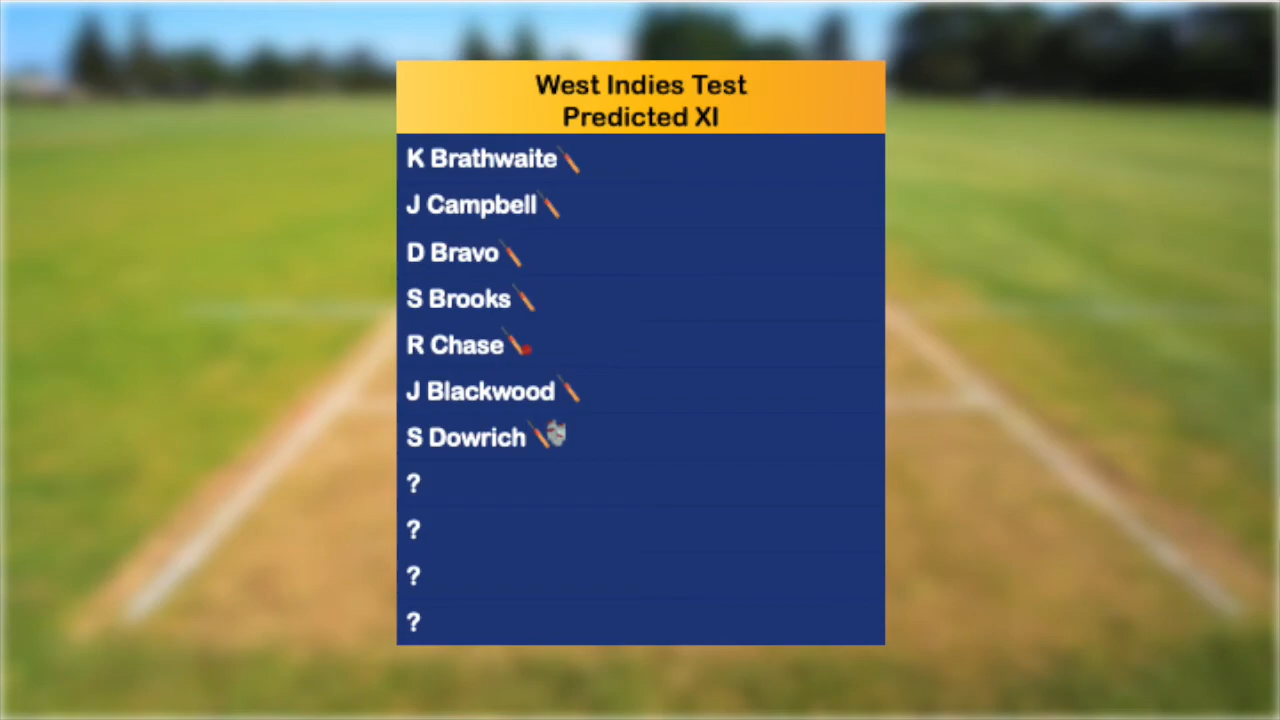 West Indies Test
Predicted XI
K Brathwaite
J Campbell
D Bravo
S Brooks
R Chase
J Blackwood
S Dowrich
?
?
?
?